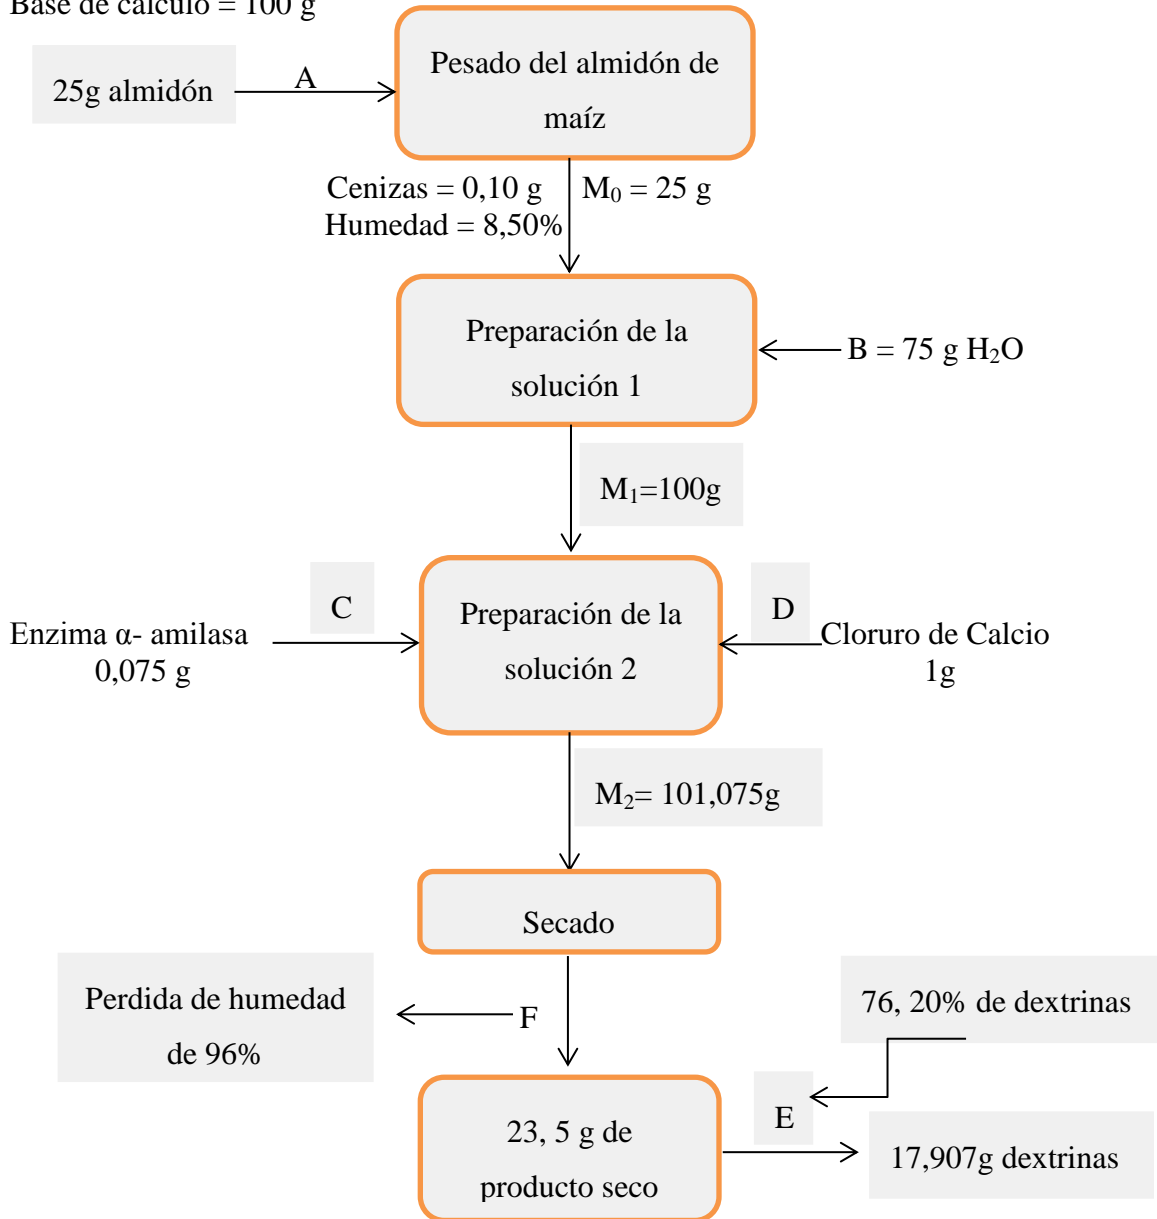 Base de cálculo = 100 g
25g almidón
A
Pesado del almidón de
maíz
Cenizas = 0,10 g
Humedad = 8,50%
M₀ = 25 g
Preparación de la
solución 1
B = 75 g H₂O
M₁=100g
C
Enzima α- amilasa
0,075 g
Preparación de la
solución 2
D
Cloruro de Calcio
1g
M₂= 101,075g
Secado
Perdida de humedad
de 96%
F
76, 20% de dextrinas
23, 5 g de
producto seco
E
17,907g dextrinas